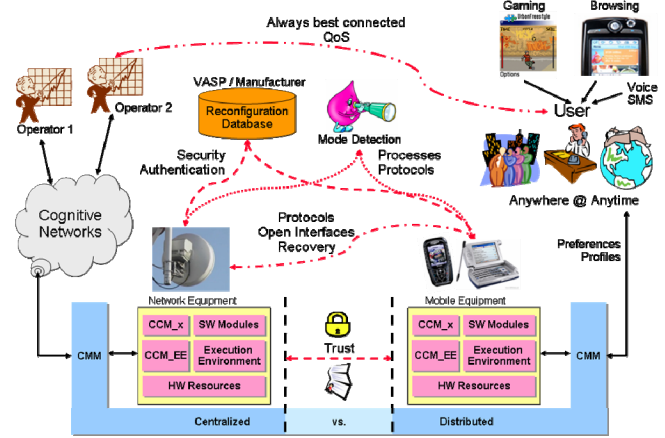 Gaming
Browsing
UrbanFreestyle
Options
Always best connected
QoS
Voice
SMS
User
Operator 1
Operator 2
VASP / Manufacturer
Reconfiguration
Database
Mode Detection
Security
Authentication
Processes
Protocols
Anywhere @ Anytime
Cognitive
Networks
Protocols
Open Interfaces
Recovery
Preferences
Profiles
Network Equipment
Mobile Equipment
CMM
CCM_x
SW Modules
CCM_EE
Execution
Environment
HW Resources
Trust
CCM_x
SW Modules
CCM_EE
Execution
Environment
HW Resources
CMM
Centralized
vs.
Distributed